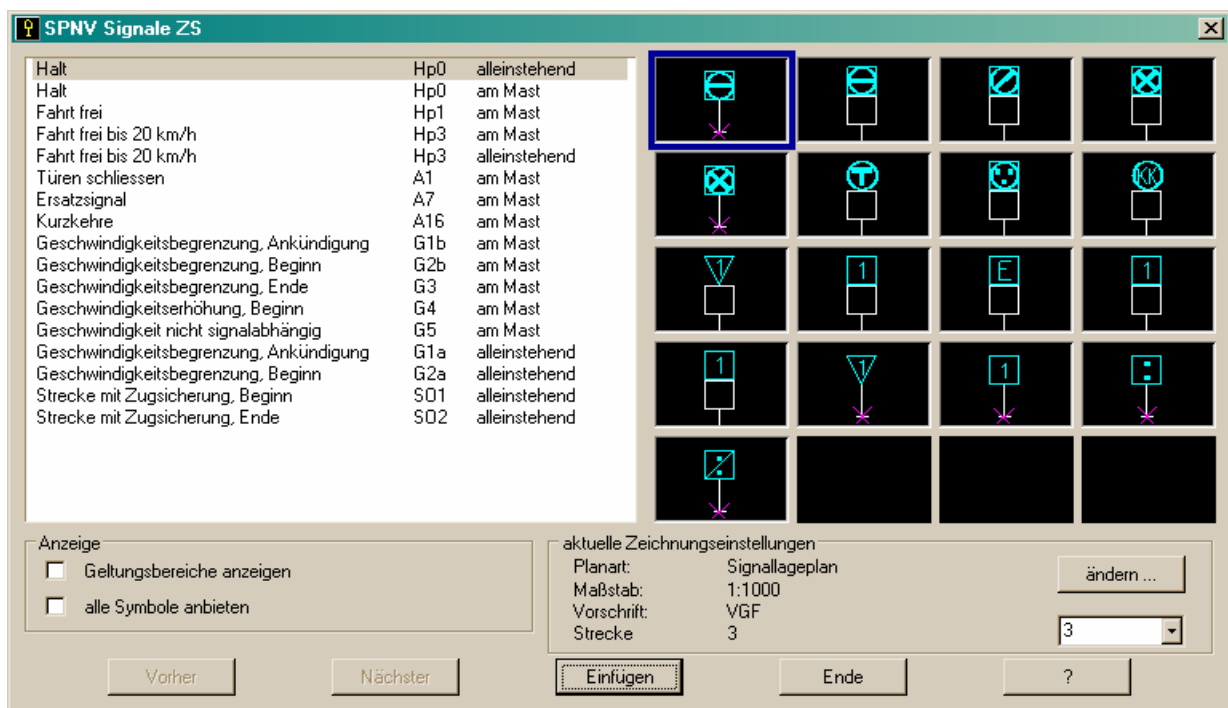 SPNV Signale ZS
Halt Hp0 alleinstehend
Halt Hp0 am Mast
Fahrt frei Hp1 am Mast
Fahrt frei bis 20 km/h Hp3 am Mast
Fahrt frei bis 20 km/h Hp3 alleinstehend
Türen schliessen A1 am Mast
Ersatzsignal A7 am Mast
Kurzkehre A16 am Mast
Geschwindigkeitsbegrenzung, Ankündigung G1b am Mast
Geschwindigkeitsbegrenzung, Beginn G2b am Mast
Geschwindigkeitsbegrenzung, Ende G3 am Mast
Geschwindigkeitserhöhung, Beginn G4 am Mast
Geschwindigkeit nicht signalabhängig G5 am Mast
Geschwindigkeitsbegrenzung, Ankündigung G1a alleinstehend
Geschwindigkeitsbegrenzung, Beginn G2a alleinstehend
Strecke mit Zugsicherung, Beginn SO1 alleinstehend
Strecke mit Zugsicherung, Ende SO2 alleinstehend
T KK
1 1 E 1
1 1 1
Anzeige
Geltungsbereiche anzeigen
alle Symbole anbieten
aktuelle Zeichnungseinstellungen
Planart: Signallageplan
Maßstab: 1:1000
Vorschrift: VGF
Strecke 3
ändern ...
3
Vorher Nächster Einfügen Ende ?